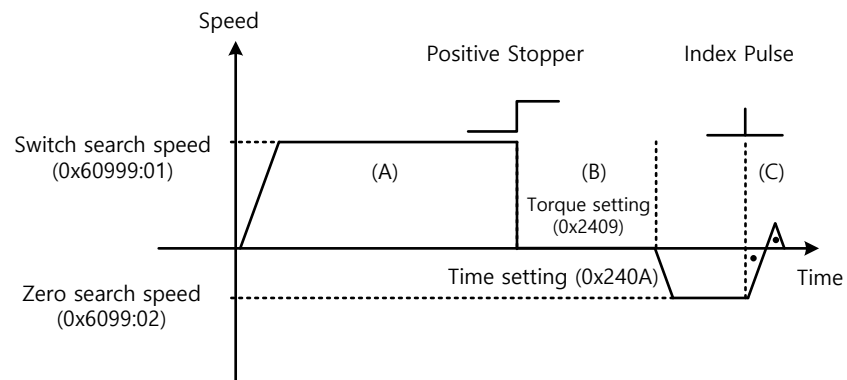 Speed
Positive Stopper
Index Pulse
Switch search speed
(0x60999:01)
(A)
(B)
(C)
Torque setting
(0x2409)
Time setting (0x240A)
Time
Zero search speed
(0x6099:02)